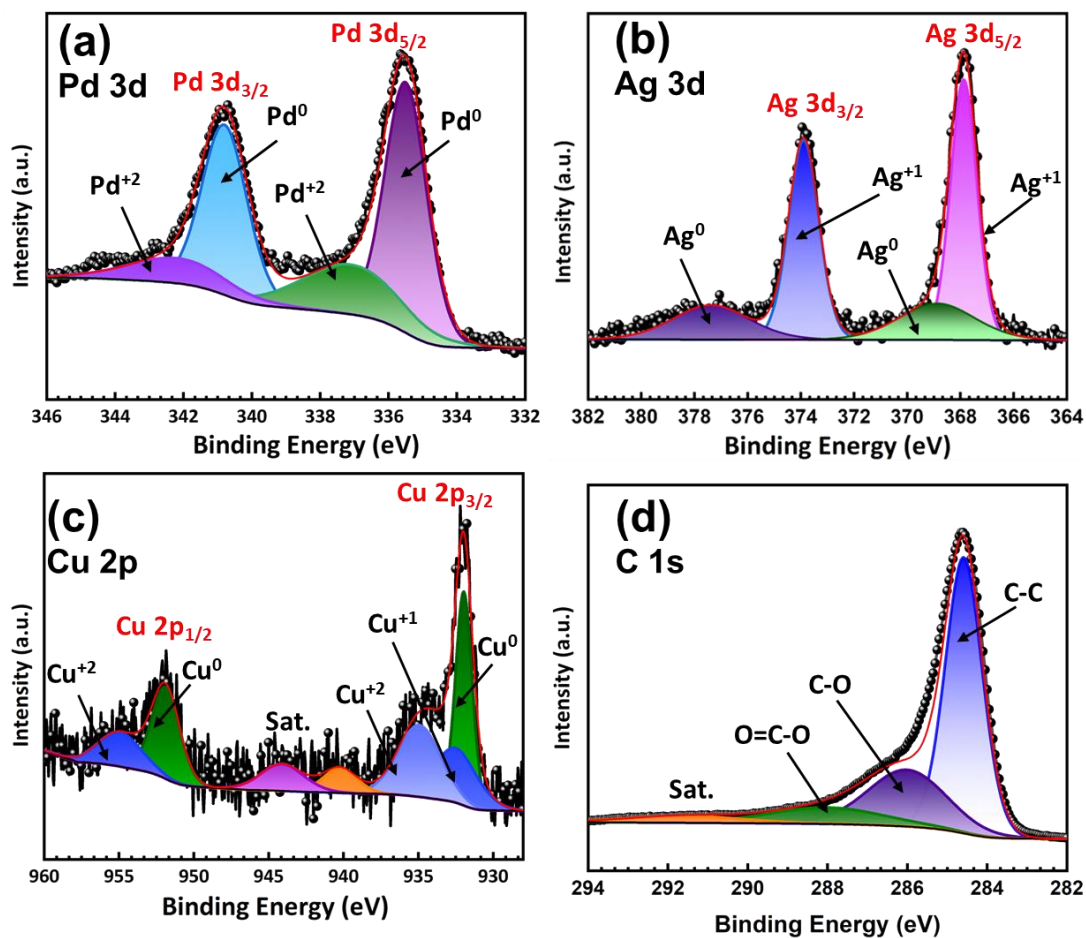 (a)
Pd 3d
Pd 3d5/2
Pd 3d3/2
Pd0
Pd0
Pd+2
Pd+2
Intensity (a.u.)
346 344 342 340 338 336 334 332
Binding Energy (eV)
(b)
Ag 3d
Ag 3d5/2
Ag 3d3/2
Ag+1
Ag+1
Ag0
Ag0
Intensity (a.u.)
382 380 378 376 374 372 370 368 366 364
Binding Energy (eV)
(c)
Cu 2p
Cu 2p3/2
Cu 2p1/2
Cu+1
Cu0
Cu+2
Cu0
Cu+2
Sat.
Intensity (a.u.)
960 955 950 945 940 935 930
Binding Energy (eV)
(d)
C 1s
C-C
C-O
O=C-O
Sat.
Intensity (a.u.)
294 292 290 288 286 284 282
Binding Energy (eV)